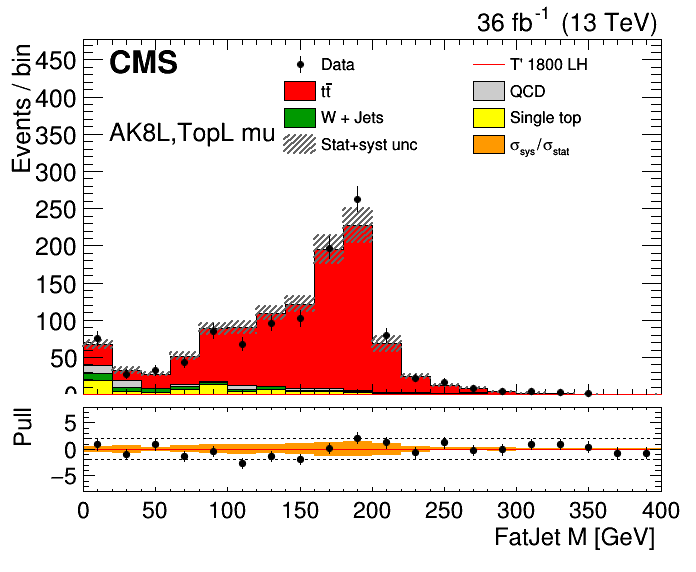 36 fb⁻¹ (13 TeV)
Events / bin
450
400
350
300
250
200
150
100
50
0
CMS
AK8L,TopL mu
Data
T' 1800 LH
tt̄
QCD
W + Jets
Single top
Stat+syst unc
σsys/σstat
Pull
5
0
−5
0 50 100 150 200 250 300 350 400
FatJet M [GeV]